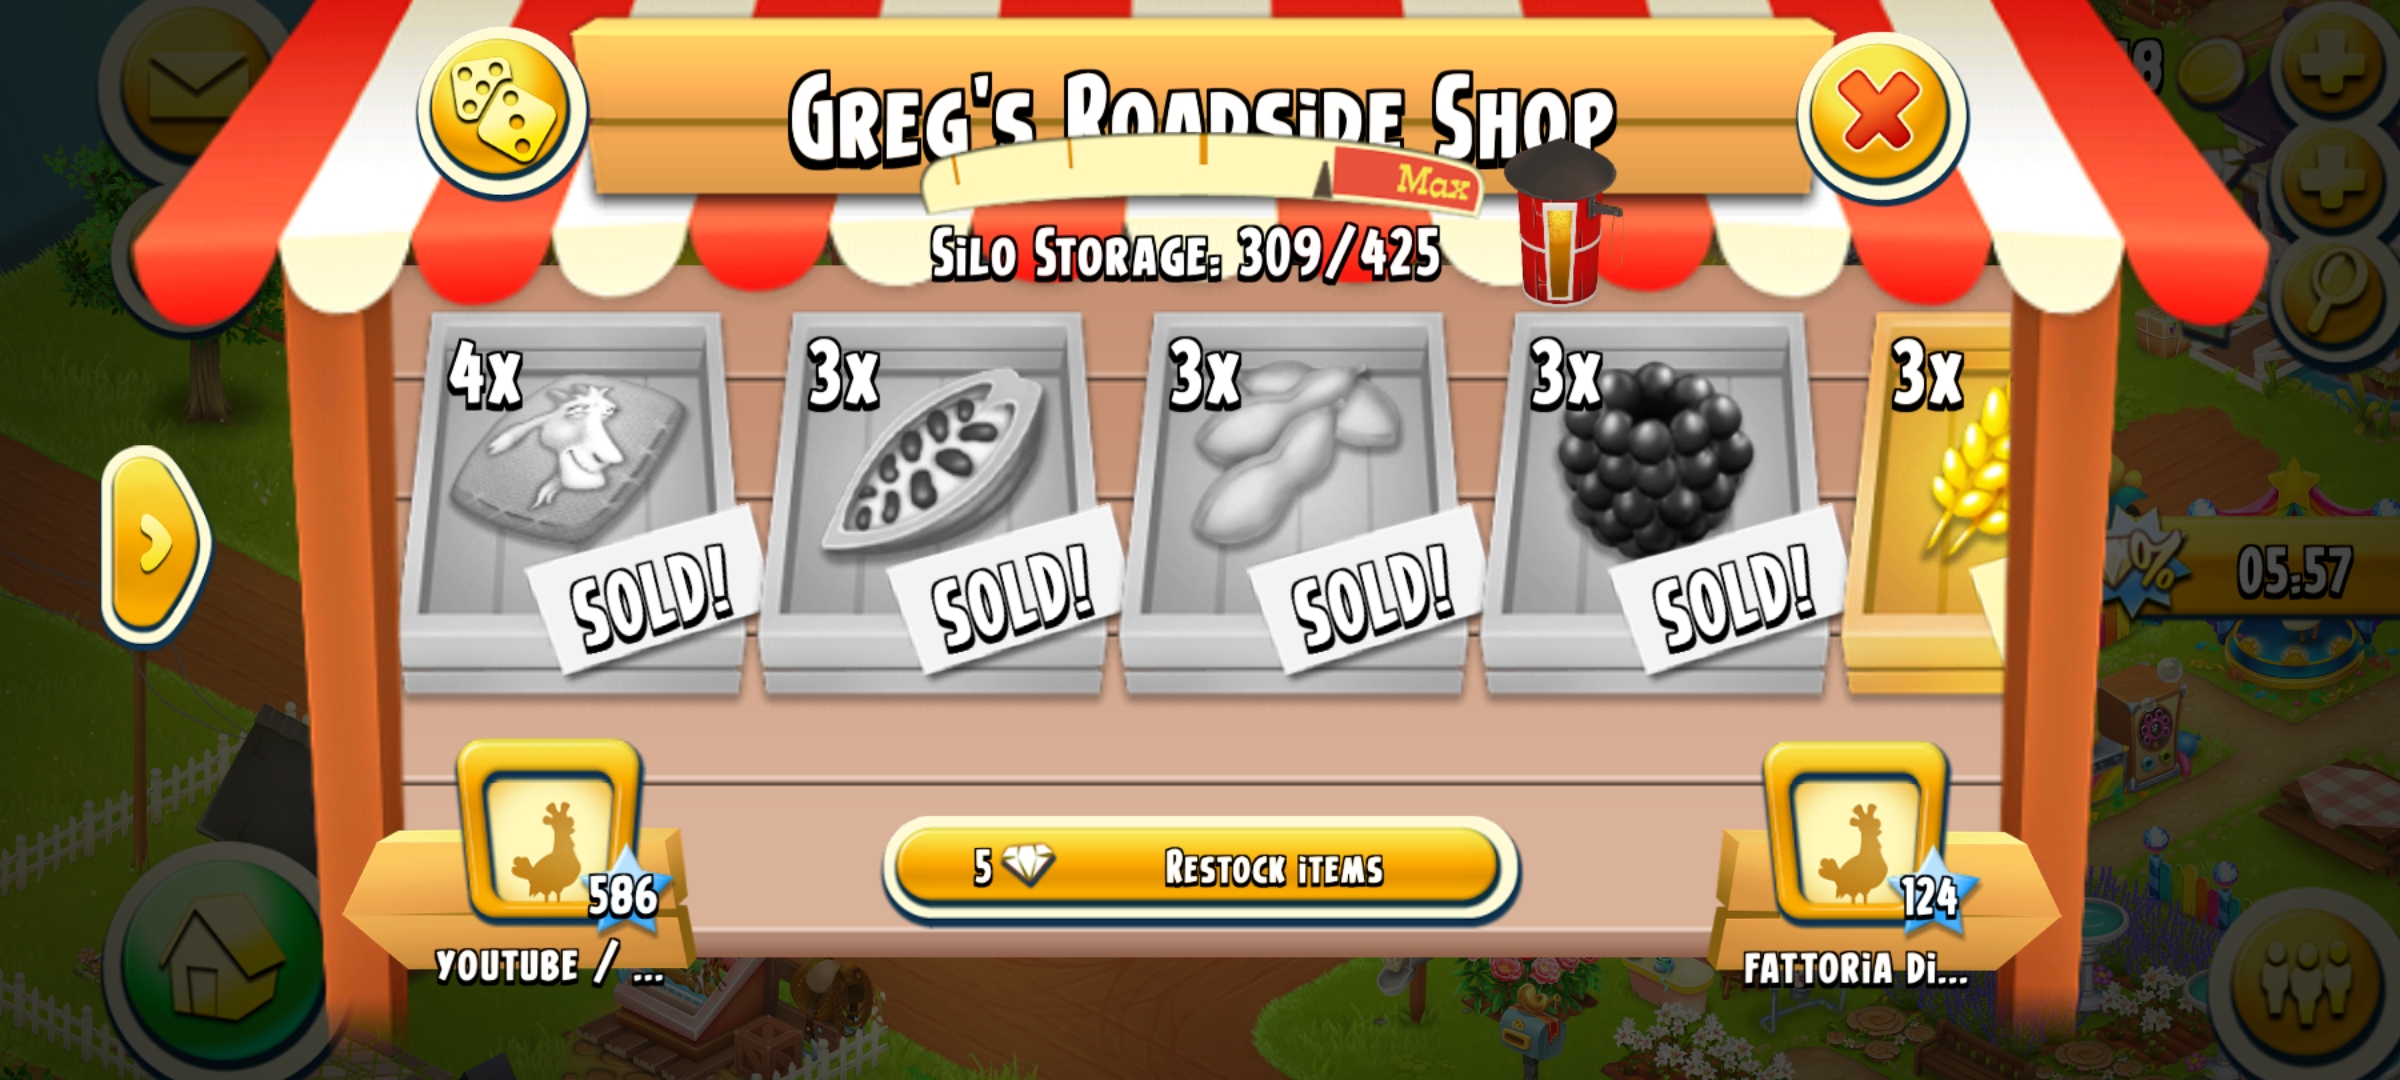 GREG'S ROADSIDE SHOP
Max
SILO STORAGE: 309/425
4x
3x
3x
3x
3x
SOLD!
SOLD!
SOLD!
SOLD!
05:57
586
5
RESTOCK ITEMS
124
YOUTUBE / ...
FATTORIA DI...